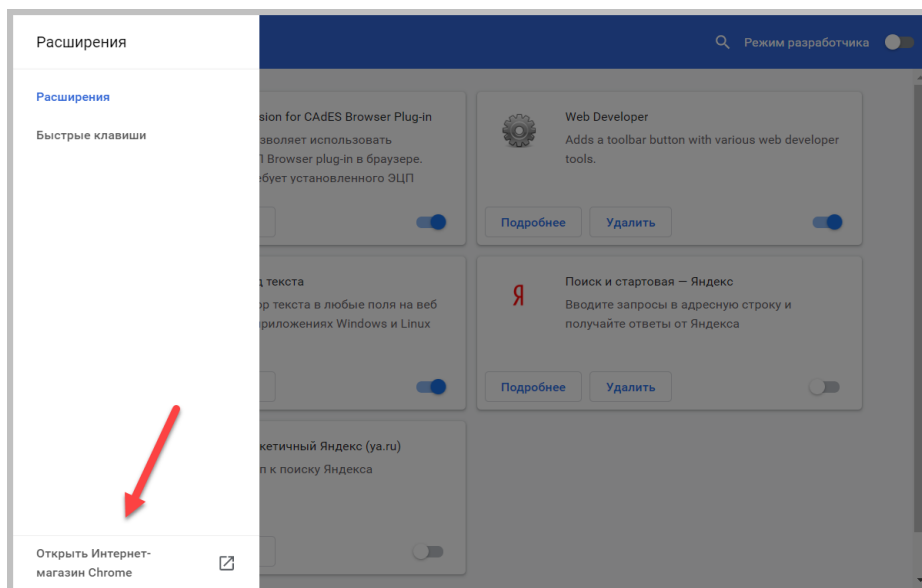 Расширения
Режим разработчика
Расширения
Быстрые клавиши
sion for CAdES Browser Plug-in
зволяет использовать
Browser plug-in в браузере.
ебует установленного ЭЦП
Web Developer
Adds a toolbar button with various web developer
tools.
Подробнее Удалить
текста
ор текста в любые поля на веб
приложениях Windows и Linux
Я
Поиск и стартовая — Яндекс
Вводите запросы в адресную строку и
получайте ответы от Яндекса
Подробнее Удалить
кетичный Яндекс (ya.ru)
п к поиску Яндекса
Открыть Интернет-
магазин Chrome